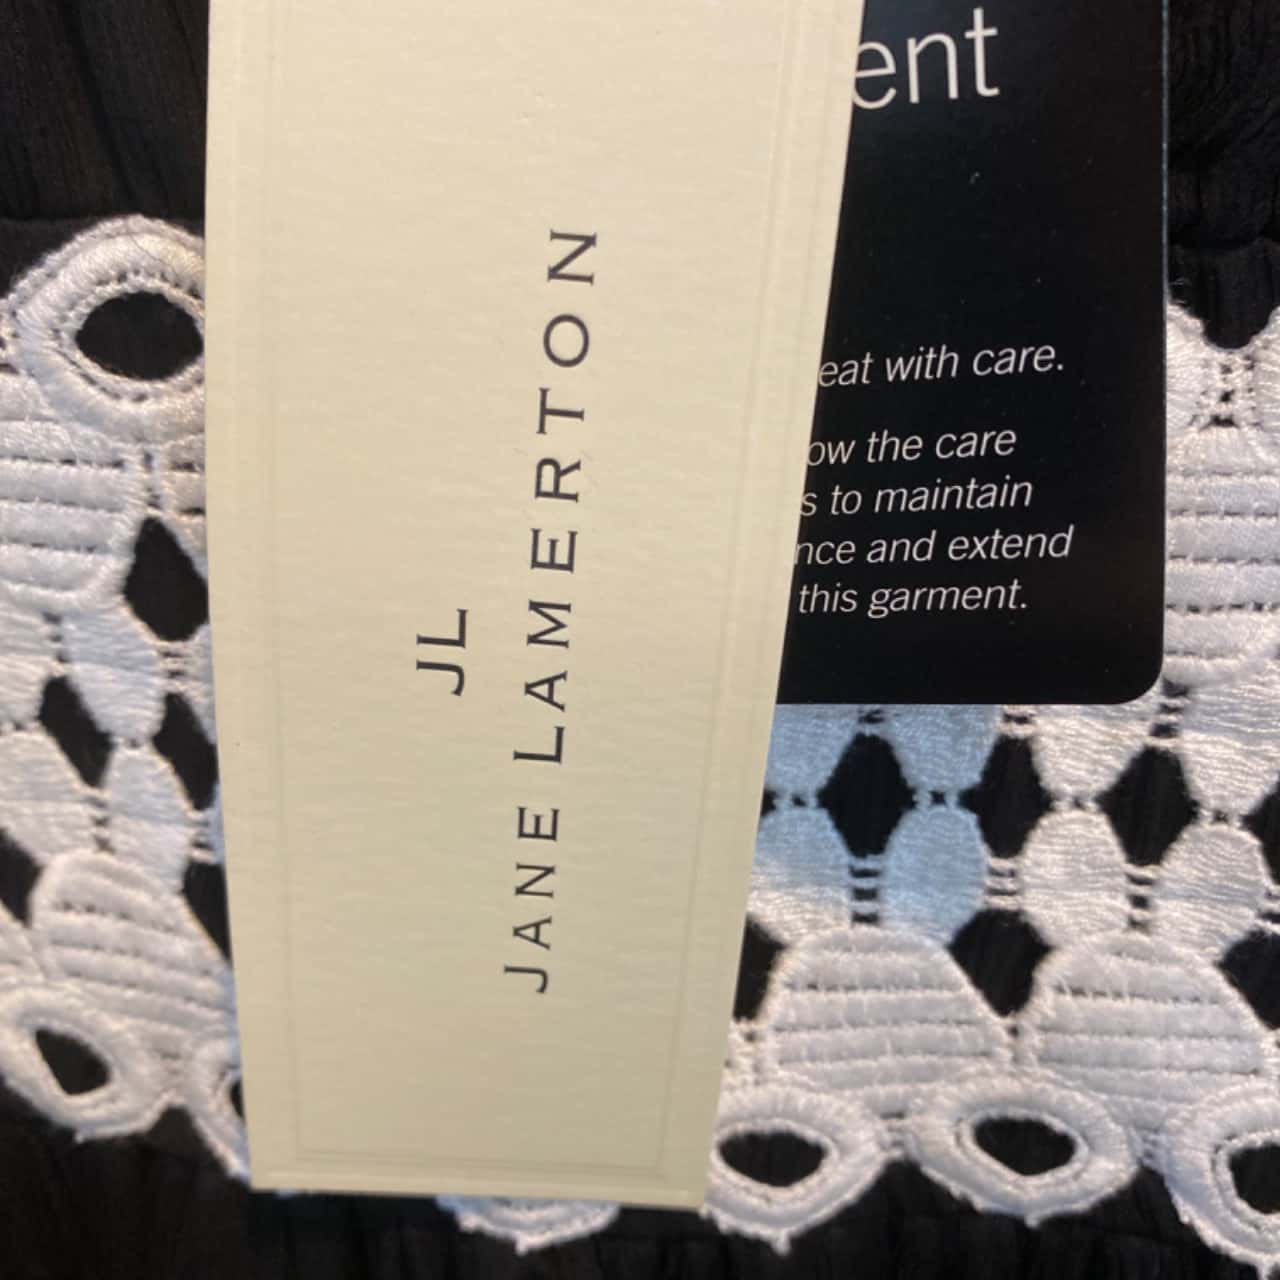 JL
JANE LAMERTON
ent
eat with care.
ow the care
s to maintain
nce and extend
this garment.